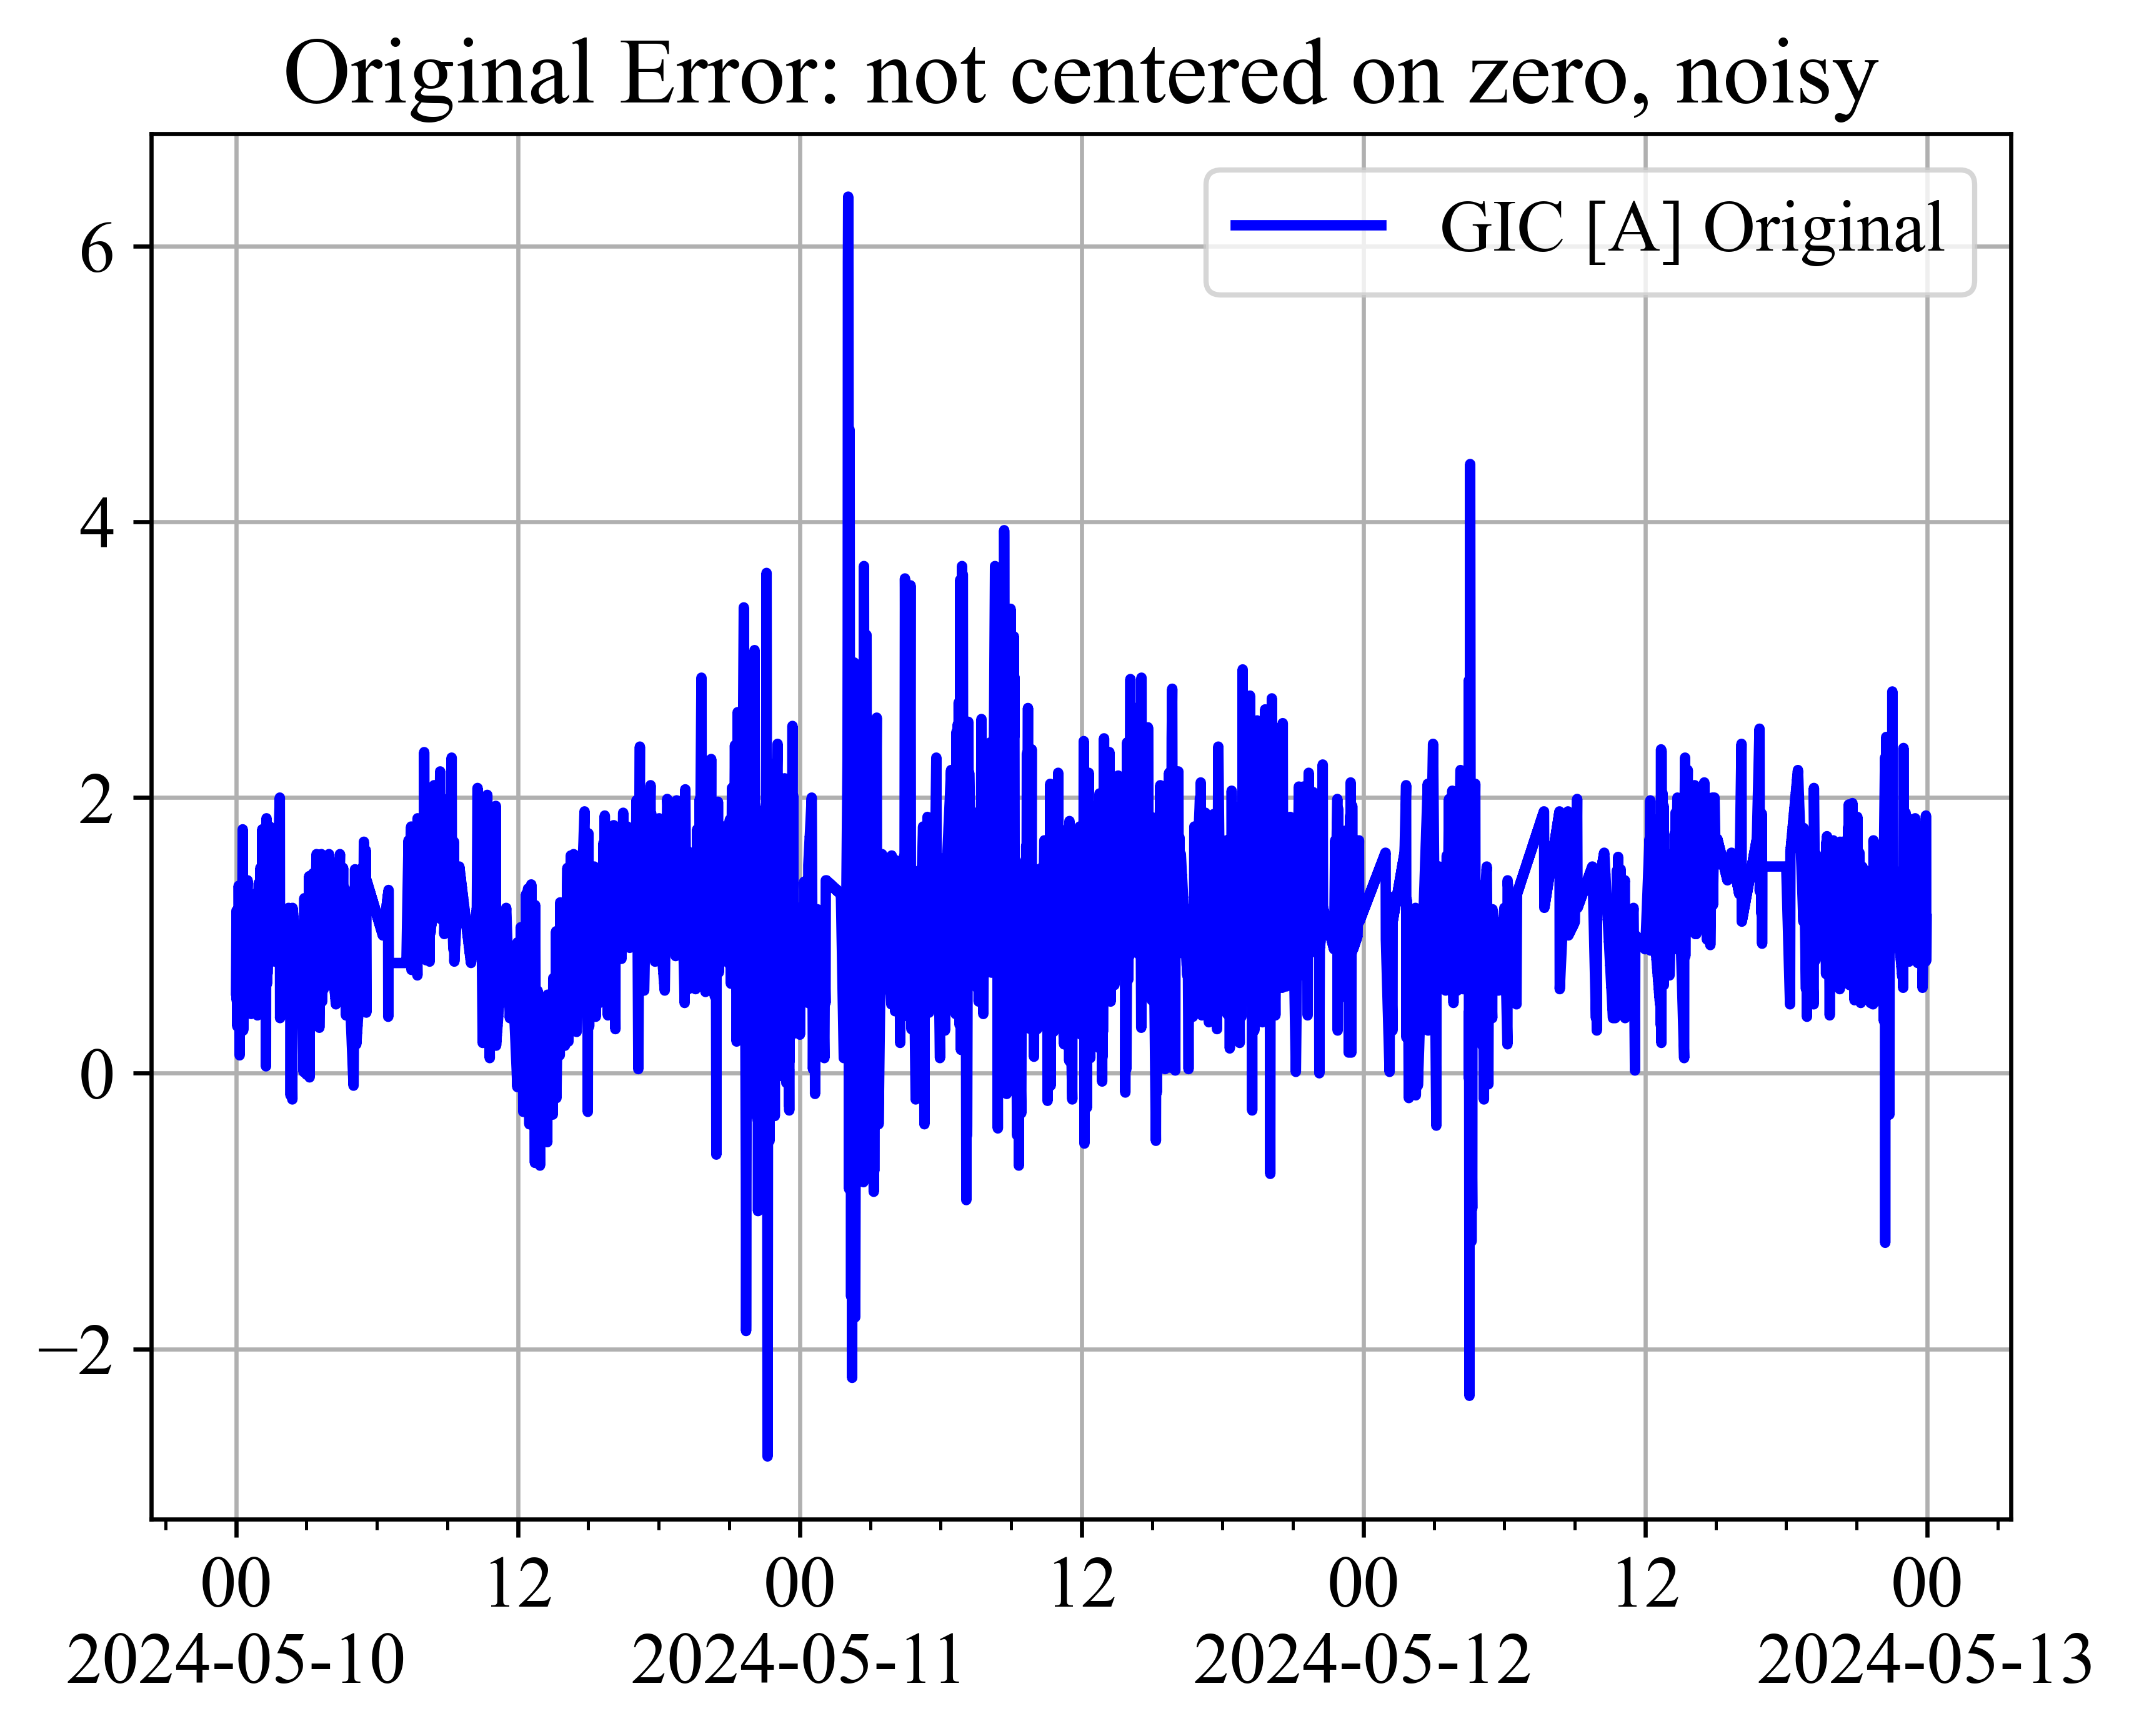 Original Error: not centered on zero, noisy
GIC [A] Original
6
4
2
0
−2
00 12 00 12 00 12 00
2024-05-10 2024-05-11 2024-05-12 2024-05-13